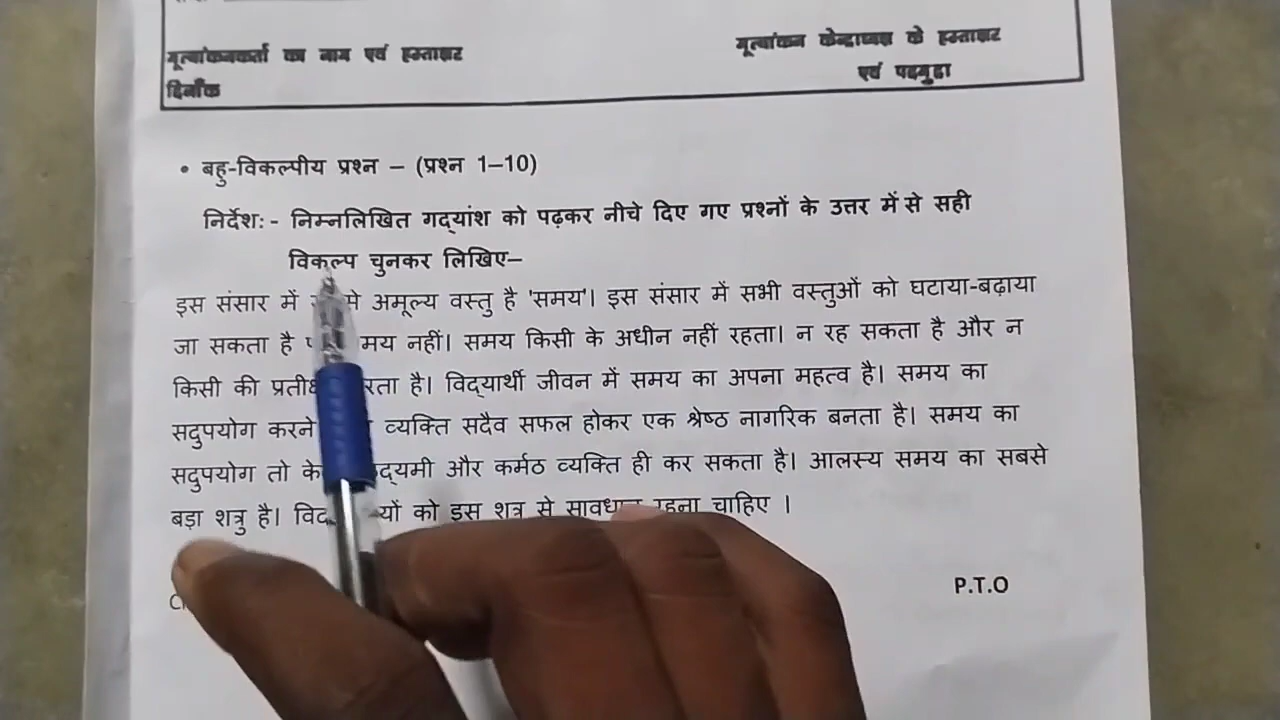 मूल्यांकनकर्ता का नाम एवं हस्ताक्षर
दिनाँक
मूल्यांकन केन्द्राध्यक्ष के हस्ताक्षर
एवं पदमुद्रा
• बहु-विकल्पीय प्रश्न – (प्रश्न 1–10)
निर्देश:- निम्नलिखित गद्यांश को पढ़कर नीचे दिए गए प्रश्नों के उत्तर में से सही
विकल्प चुनकर लिखिए–
इस संसार में अमूल्य वस्तु है 'समय'। इस संसार में सभी वस्तुओं को घटाया-बढ़ाया
जा सकता है मय नहीं। समय किसी के अधीन नहीं रहता। न रह सकता है और न
किसी की रता है। विद्यार्थी जीवन में समय का अपना महत्व है। समय का
सदुपयोग करने व्यक्ति सदैव सफल होकर एक श्रेष्ठ नागरिक बनता है। समय का
सदुपयोग तो द्यमी और कर्मठ व्यक्ति ही कर सकता है। आलस्य समय का सबसे
बड़ा शत्रु है। यों को इस शत्रु से सावधान रहना चाहिए ।
P.T.O